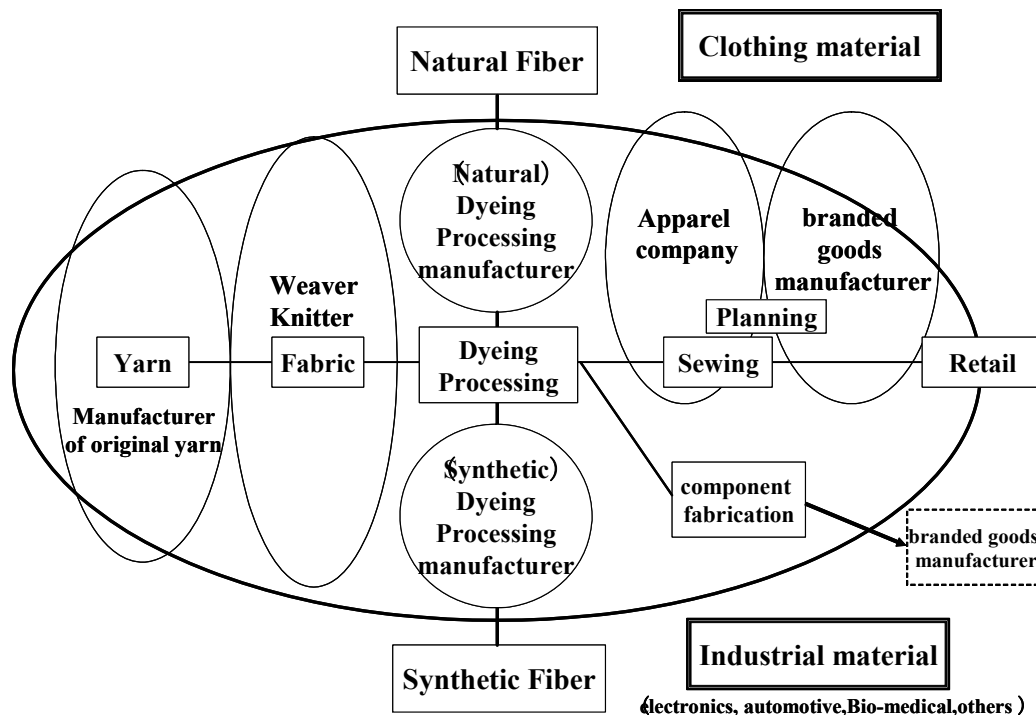 Natural Fiber
Clothing material
(Natural)
Dyeing
Processing
manufacturer
Apparel
company
branded
goods
manufacturer
Weaver
Knitter
Planning
Yarn
Fabric
Dyeing
Processing
Sewing
Retail
Manufacturer
of original yarn
(Synthetic)
Dyeing
Processing
manufacturer
component
fabrication
branded goods
manufacturer
Synthetic Fiber
Industrial material
(electronics, automotive,Bio-medical,others)